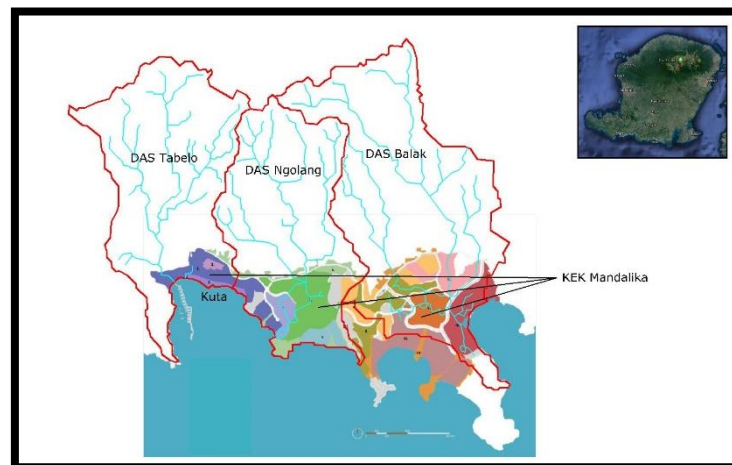 DAS Tabelo
DAS Ngolang
DAS Balak
KEK Mandalika
Kuta